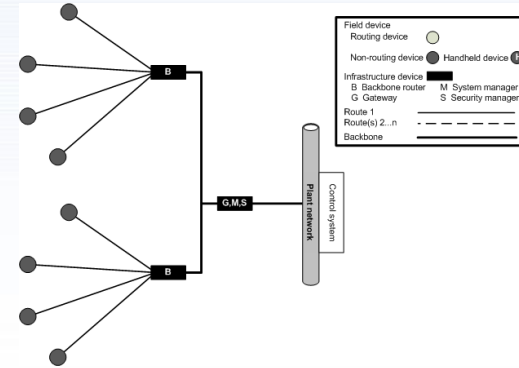 Field device
Routing device
Non-routing device Handheld device
Infrastructure device
B Backbone router M System manager
G Gateway S Security manager
Route 1
Route(s) 2...n
Backbone
B
G,M,S
Plant network
Control system
B